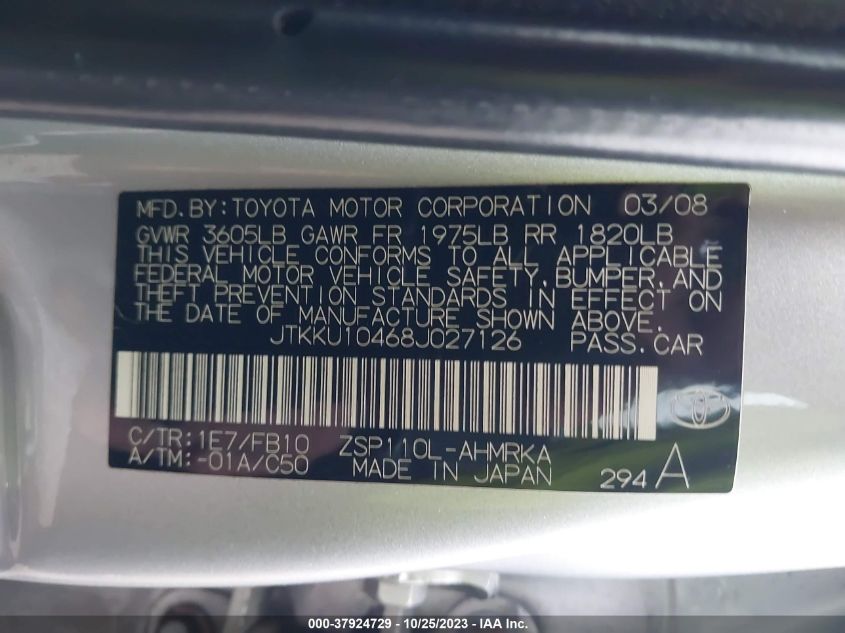 MFD.BY:TOYOTA MOTOR CORPORATION 03/08
GVWR 3605LB GAWR FR 1975LB RR 1820LB
THIS VEHICLE CONFORMS TO ALL APPLICABLE
FEDERAL MOTOR VEHICLE SAFETY,BUMPER,AND
THEFT PREVENTION STANDARDS IN EFFECT ON
THE DATE OF MANUFACTURE SHOWN ABOVE.
JTKKU10468J027126 PASS.CAR
C/TR:1E7/FB10 ZSP110L-AHMRKA
A/TM:-01A/C50 MADE IN JAPAN 294 A
000-37924729 - 10/25/2023 - IAA Inc.